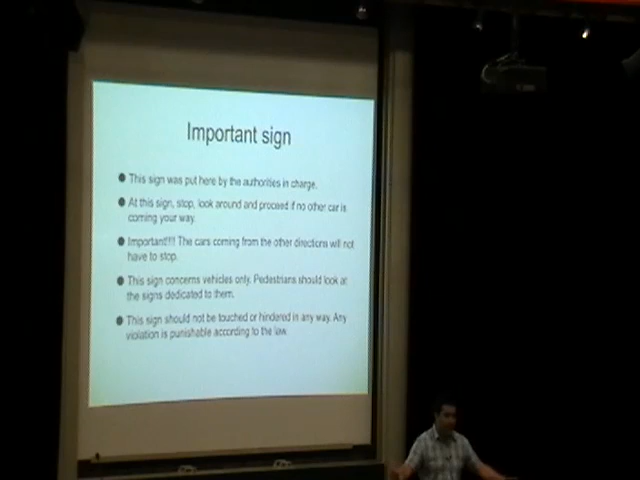 Important sign
This sign was put here by the authorities in charge.
At this sign, stop, look around and proceed if no other car is
coming your way.
Important!!!! The cars coming from the other directions will not
have to stop.
This sign concerns vehicles only. Pedestrians should look at
the signs dedicated to them.
This sign should not be touched or hindered in any way. Any
violation is punishable according to the law.